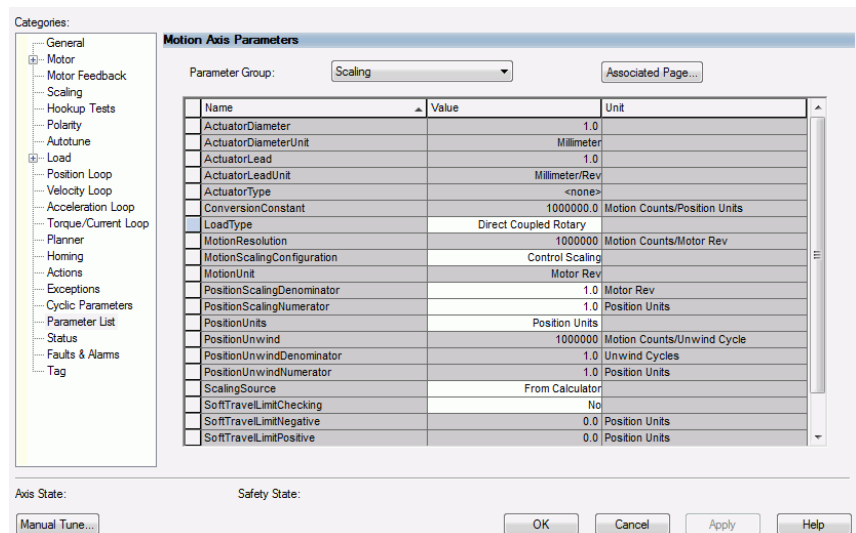 Categories:
General
Motor
Motor Feedback
Scaling
Hookup Tests
Polarity
Autotune
Load
Position Loop
Velocity Loop
Acceleration Loop
Torque/Current Loop
Planner
Homing
Actions
Exceptions
Cyclic Parameters
Parameter List
Status
Faults & Alarms
Tag
Motion Axis Parameters
Parameter Group: Scaling Associated Page...
Name Value Unit
ActuatorDiameter 1.0
ActuatorDiameterUnit Millimeter
ActuatorLead 1.0
ActuatorLeadUnit Millimeter/Rev
ActuatorType <none>
ConversionConstant 1000000.0 Motion Counts/Position Units
LoadType Direct Coupled Rotary
MotionResolution 1000000 Motion Counts/Motor Rev
MotionScalingConfiguration Control Scaling
MotionUnit Motor Rev
PositionScalingDenominator 1.0 Motor Rev
PositionScalingNumerator 1.0 Position Units
PositionUnits Position Units
PositionUnwind 1000000 Motion Counts/Unwind Cycle
PositionUnwindDenominator 1.0 Unwind Cycles
PositionUnwindNumerator 1.0 Position Units
ScalingSource From Calculator
SoftTravelLimitChecking No
SoftTravelLimitNegative 0.0 Position Units
SoftTravelLimitPositive 0.0 Position Units
Axis State: Safety State:
Manual Tune... OK Cancel Apply Help